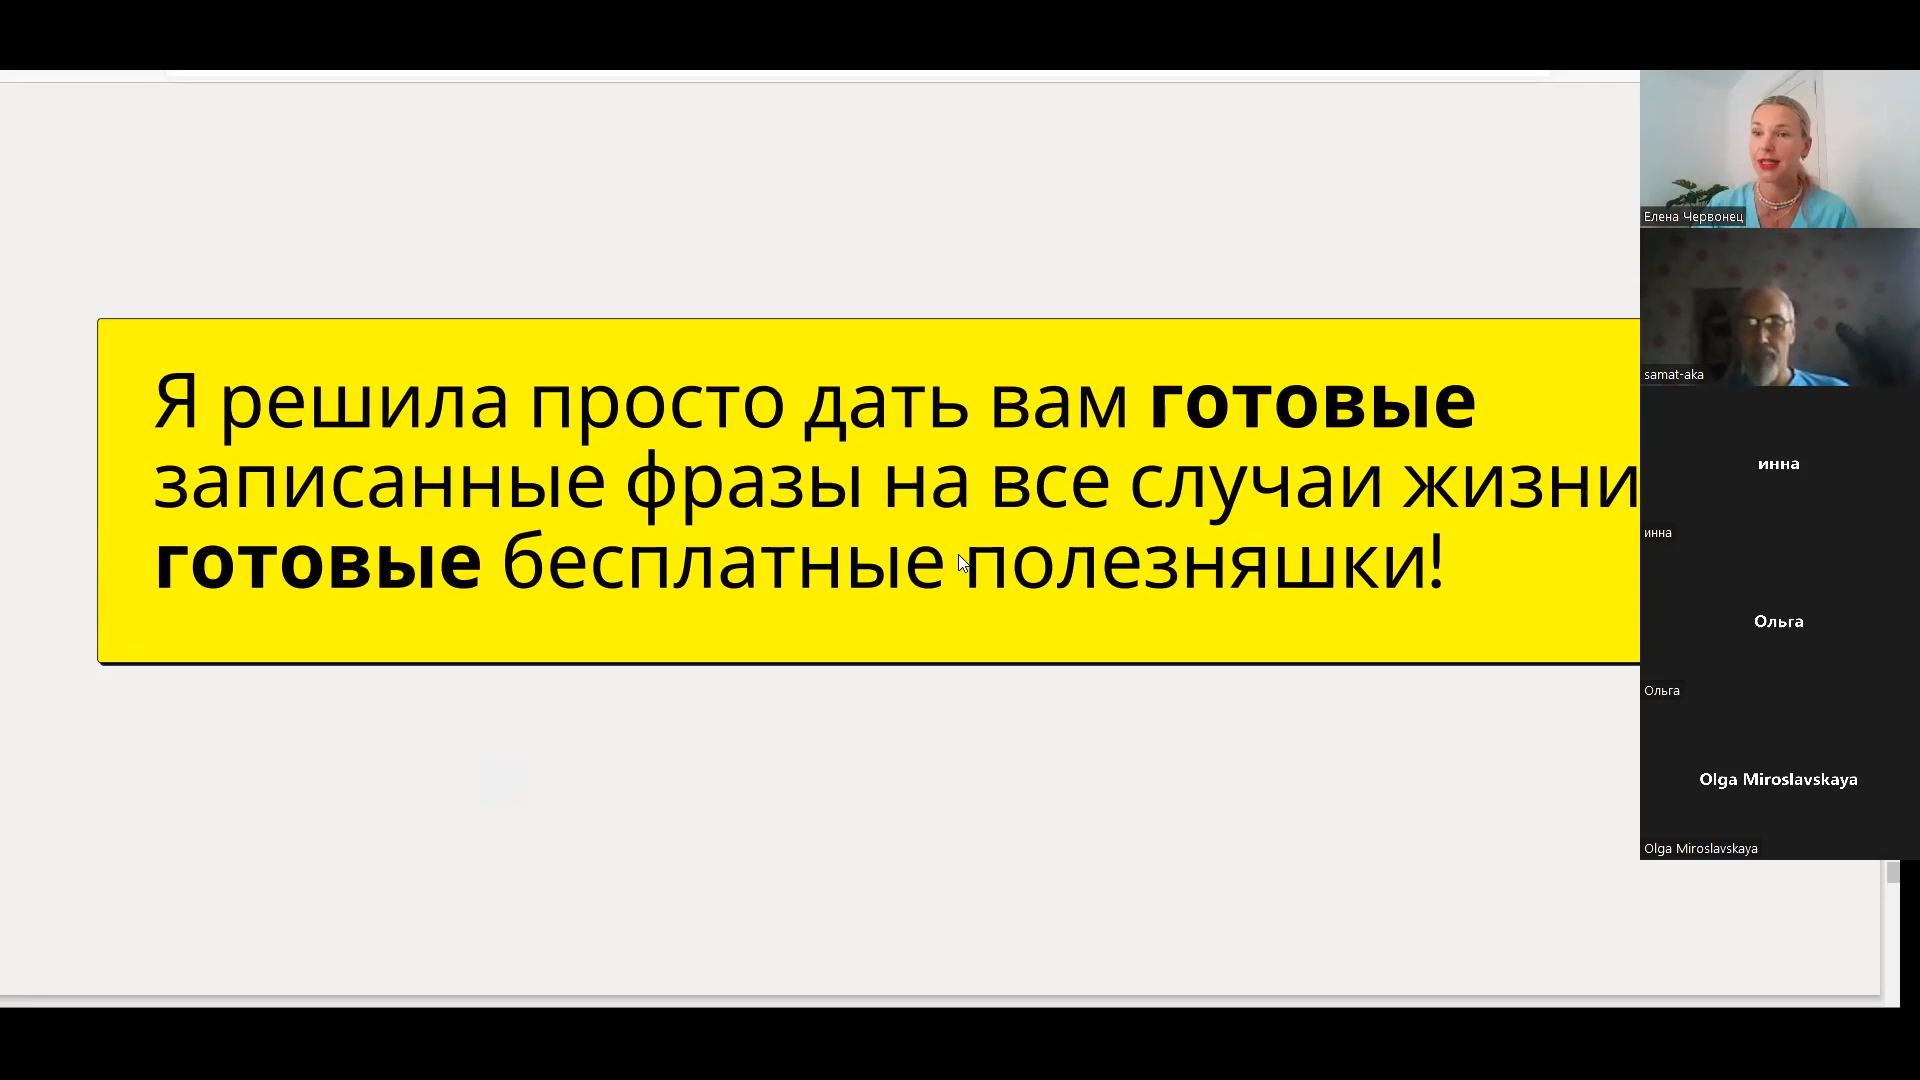 Я решила просто дать вам готовые
записанные фразы на все случаи жизни
готовые бесплатные полезняшки!
Елена Червонец
samat-aka
инна
инна
Ольга
Ольга
Olga Miroslavskaya
Olga Miroslavskaya